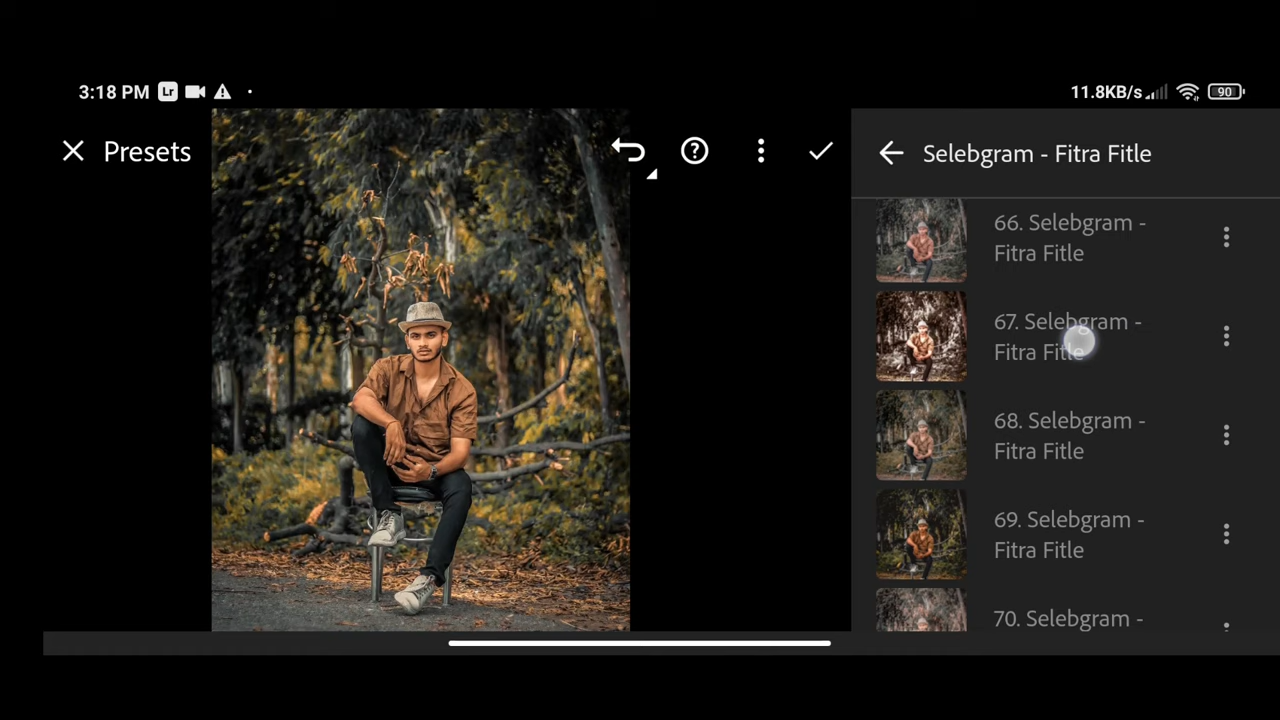 3:18 PM Lr
11.8KB/s 90
Presets
Selebgram - Fitra Fitle
66. Selebgram -
Fitra Fitle
67. Selebgram -
Fitra Fitle
68. Selebgram -
Fitra Fitle
69. Selebgram -
Fitra Fitle
70. Selebgram -